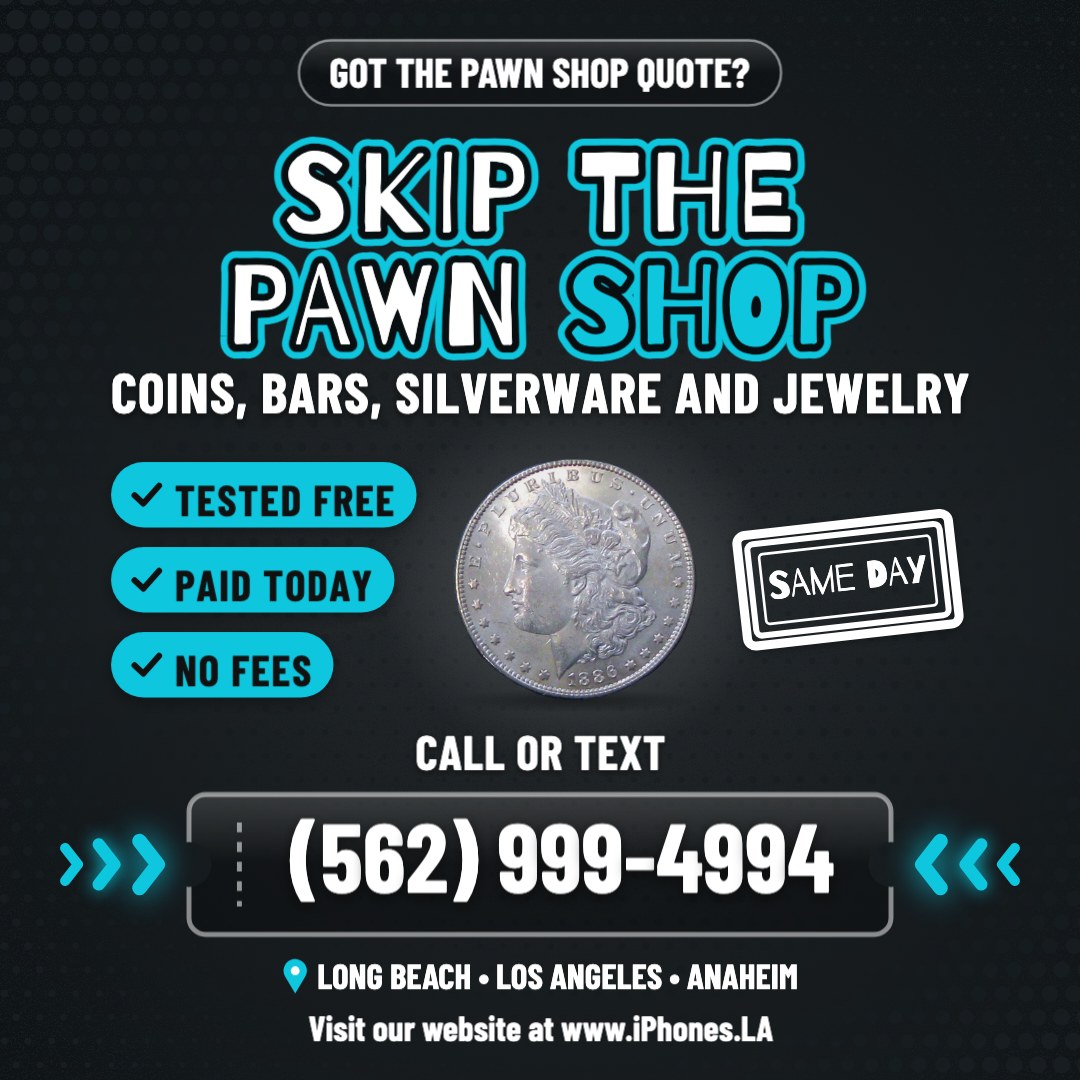 GOT THE PAWN SHOP QUOTE?
SKIP THE
PAWN SHOP
COINS, BARS, SILVERWARE AND JEWELRY
TESTED FREE
PAID TODAY
NO FEES
E·PLURIBUS·UNUM
1886
SAME DAY
CALL OR TEXT
(562) 999-4994
LONG BEACH • LOS ANGELES • ANAHEIM
Visit our website at www.iPhones.LA